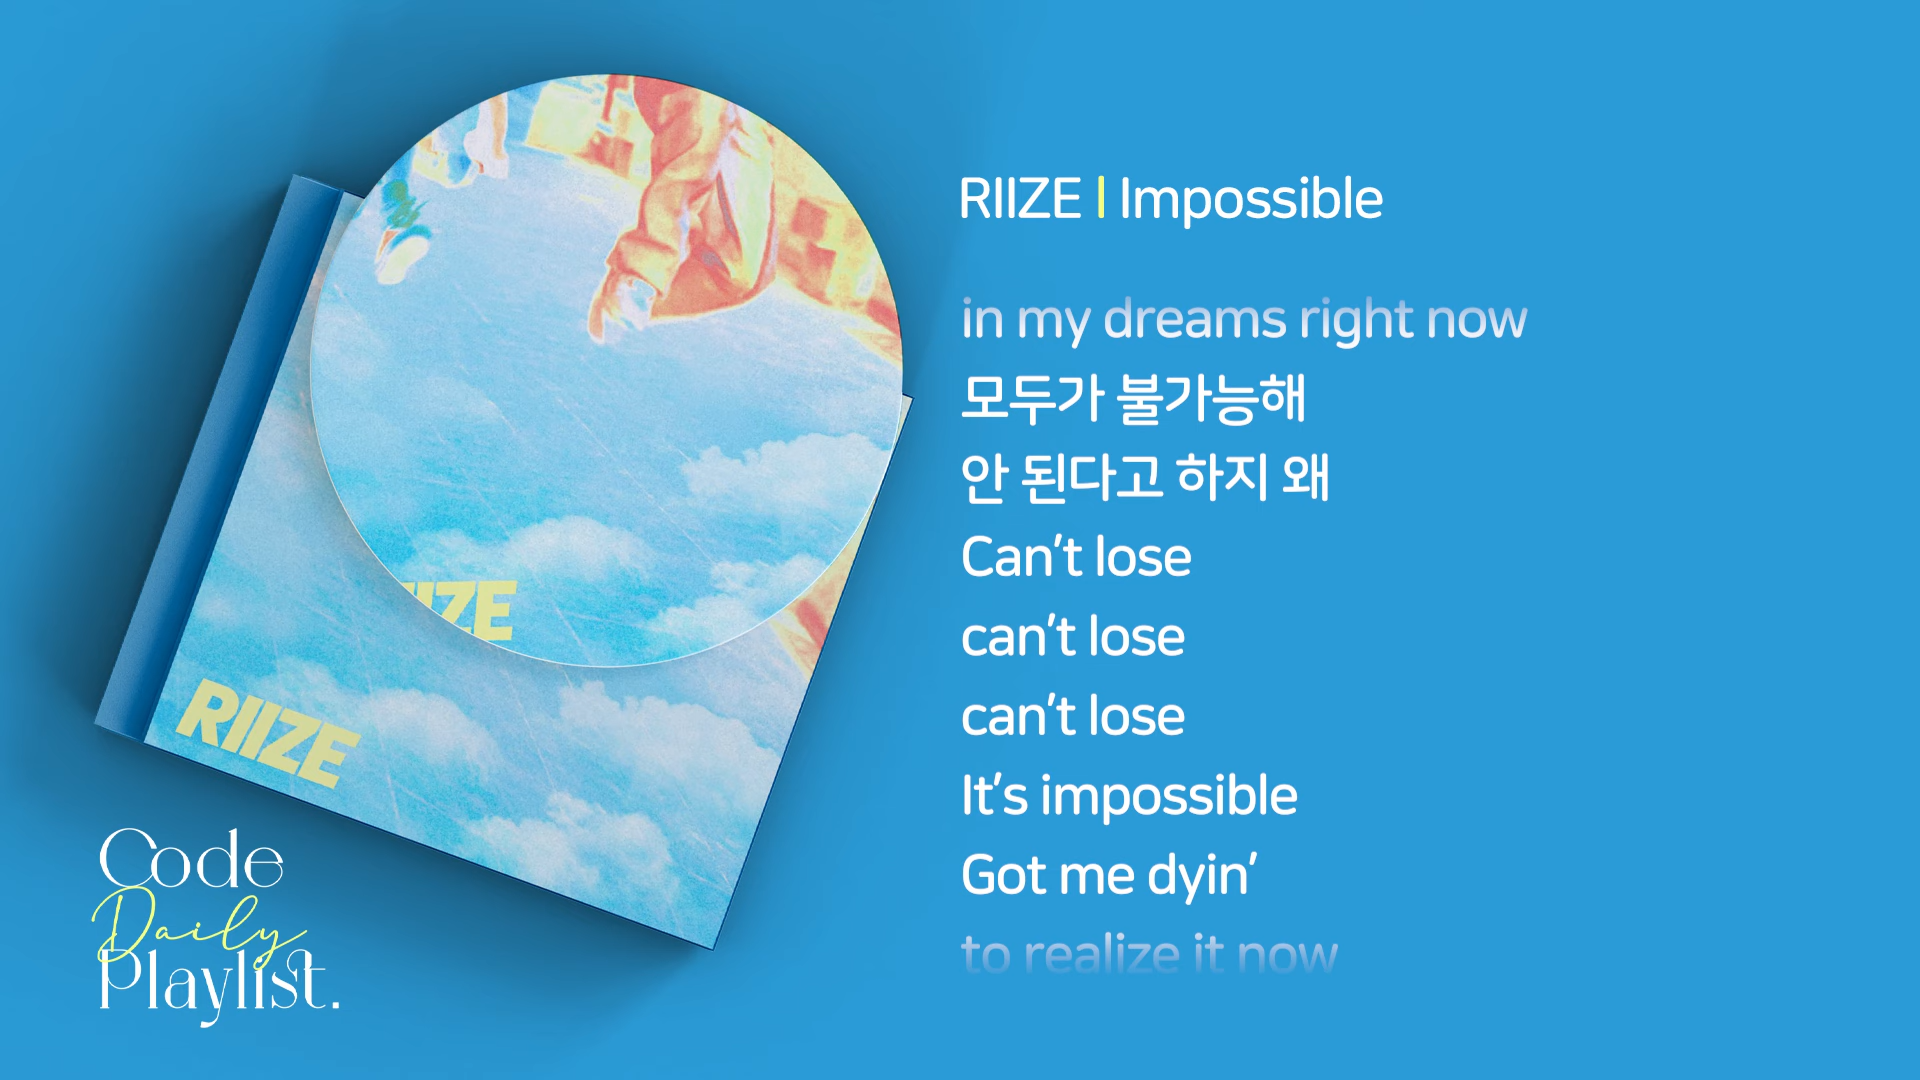 RIIZE | Impossible
in my dreams right now
모두가 불가능해
안 된다고 하지 왜
Can't lose
can't lose
can't lose
It's impossible
Got me dyin'
to realize it now
IZE
RIIZE
Code
Daily
Playlist.